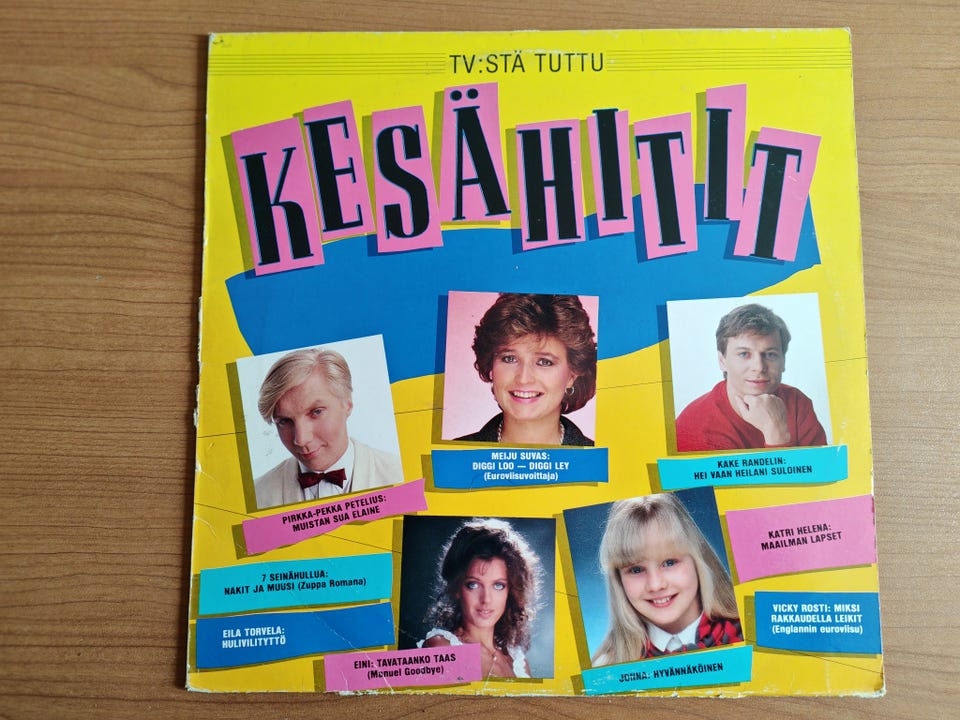 TV:STÄ TUTTU
KESÄHITIT
MEIJU SUVAS:
DIGGI LOO — DIGGI LEY
(Euroviisuvoittaja)
KAKE RANDELIN:
HEI VAAN HEILANI SULOINEN
PIRKKA-PEKKA PETELIUS:
MUISTAN SUA ELAINE
KATRI HELENA:
MAAILMAN LAPSET
7 SEINÄHULLUA:
NAKIT JA MUUSI (Zuppa Romana)
VICKY ROSTI: MIKSI
RAKKAUDELLA LEIKIT
(Englannin euroviisu)
EILA TORVELA:
HULIVILITYTTÖ
EINI: TAVATAANKO TAAS
(Manuel Goodbye)
JONNA: HYVÄNNÄKÖINEN